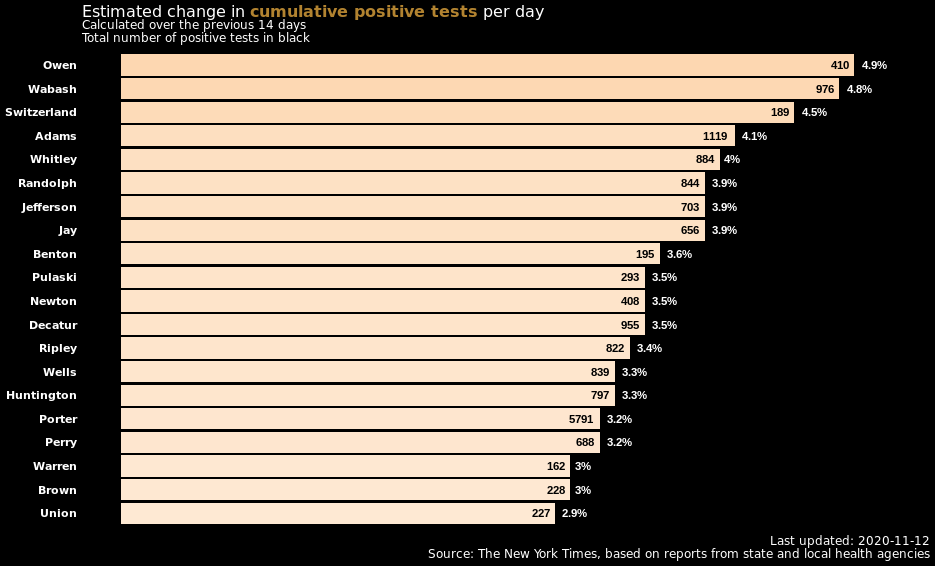 Estimated change in cumulative positive tests per day
Calculated over the previous 14 days
Total number of positive tests in black
Owen 410 4.9%
Wabash 976 4.8%
Switzerland 189 4.5%
Adams 1119 4.1%
Whitley 884 4%
Randolph 844 3.9%
Jefferson 703 3.9%
Jay 656 3.9%
Benton 195 3.6%
Pulaski 293 3.5%
Newton 408 3.5%
Decatur 955 3.5%
Ripley 822 3.4%
Wells 839 3.3%
Huntington 797 3.3%
Porter 5791 3.2%
Perry 688 3.2%
Warren 162 3%
Brown 228 3%
Union 227 2.9%
Last updated: 2020-11-12
Source: The New York Times, based on reports from state and local health agencies